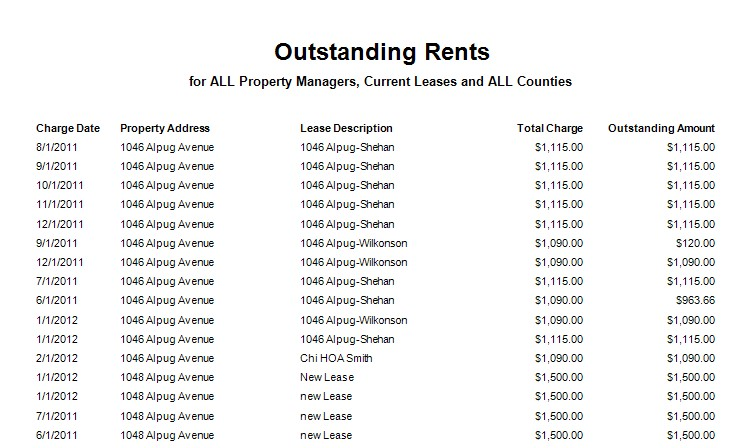 Outstanding Rents
for ALL Property Managers, Current Leases and ALL Counties
Charge Date Property Address Lease Description Total Charge Outstanding Amount
8/1/2011 1046 Alpug Avenue 1046 Alpug-Shehan $1,115.00 $1,115.00
9/1/2011 1046 Alpug Avenue 1046 Alpug-Shehan $1,115.00 $1,115.00
10/1/2011 1046 Alpug Avenue 1046 Alpug-Shehan $1,115.00 $1,115.00
11/1/2011 1046 Alpug Avenue 1046 Alpug-Shehan $1,115.00 $1,115.00
12/1/2011 1046 Alpug Avenue 1046 Alpug-Shehan $1,115.00 $1,115.00
9/1/2011 1046 Alpug Avenue 1046 Alpug-Wilkonson $1,090.00 $120.00
12/1/2011 1046 Alpug Avenue 1046 Alpug-Wilkonson $1,090.00 $1,090.00
7/1/2011 1046 Alpug Avenue 1046 Alpug-Shehan $1,115.00 $1,115.00
6/1/2011 1046 Alpug Avenue 1046 Alpug-Shehan $1,090.00 $963.66
1/1/2012 1046 Alpug Avenue 1046 Alpug-Wilkonson $1,090.00 $1,090.00
1/1/2012 1046 Alpug Avenue 1046 Alpug-Shehan $1,115.00 $1,115.00
2/1/2012 1046 Alpug Avenue Chi HOA Smith $1,090.00 $1,090.00
1/1/2012 1048 Alpug Avenue New Lease $1,500.00 $1,500.00
1/1/2012 1048 Alpug Avenue new Lease $1,500.00 $1,500.00
7/1/2011 1048 Alpug Avenue new Lease $1,500.00 $1,500.00
6/1/2011 1048 Alpug Avenue new Lease $1,500.00 $1,500.00